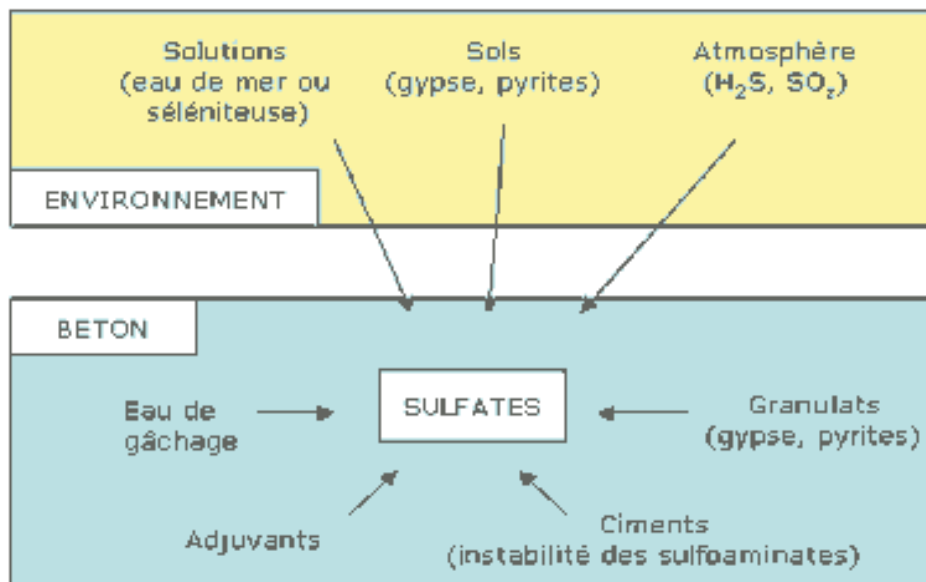 Solutions
(eau de mer ou
séléniteuse)
Sols
(gypse, pyrites)
Atmosphère
(H₂S, SO₂)
ENVIRONNEMENT
BETON
Eau de
gâchage
SULFATES
Granulats
(gypse, pyrites)
Adjuvants
Ciments
(instabilité des sulfoaminates)